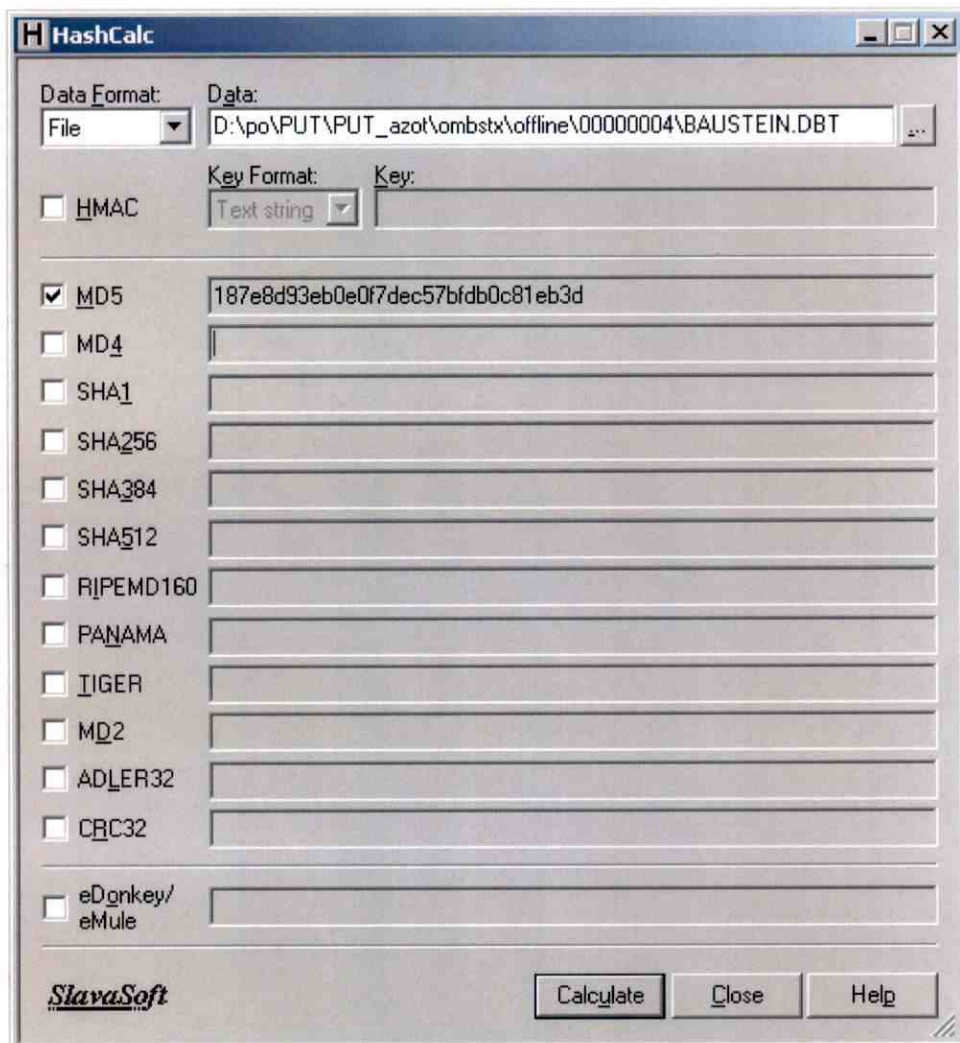 H HashCalc
Data Format: Data:
File D:\po\PUT\PUT_azot\ombstx\offline\00000004\BAUSTEIN.DBT ...
Key Format: Key:
HMAC Text string
MD5 187e8d93eb0e0f7dec57bfdb0c81eb3d
MD4
SHA1
SHA256
SHA384
SHA512
RIPEMD160
PANAMA
TIGER
MD2
ADLER32
CRC32
eDonkey/
eMule
SlavaSoft Calculate Close Help